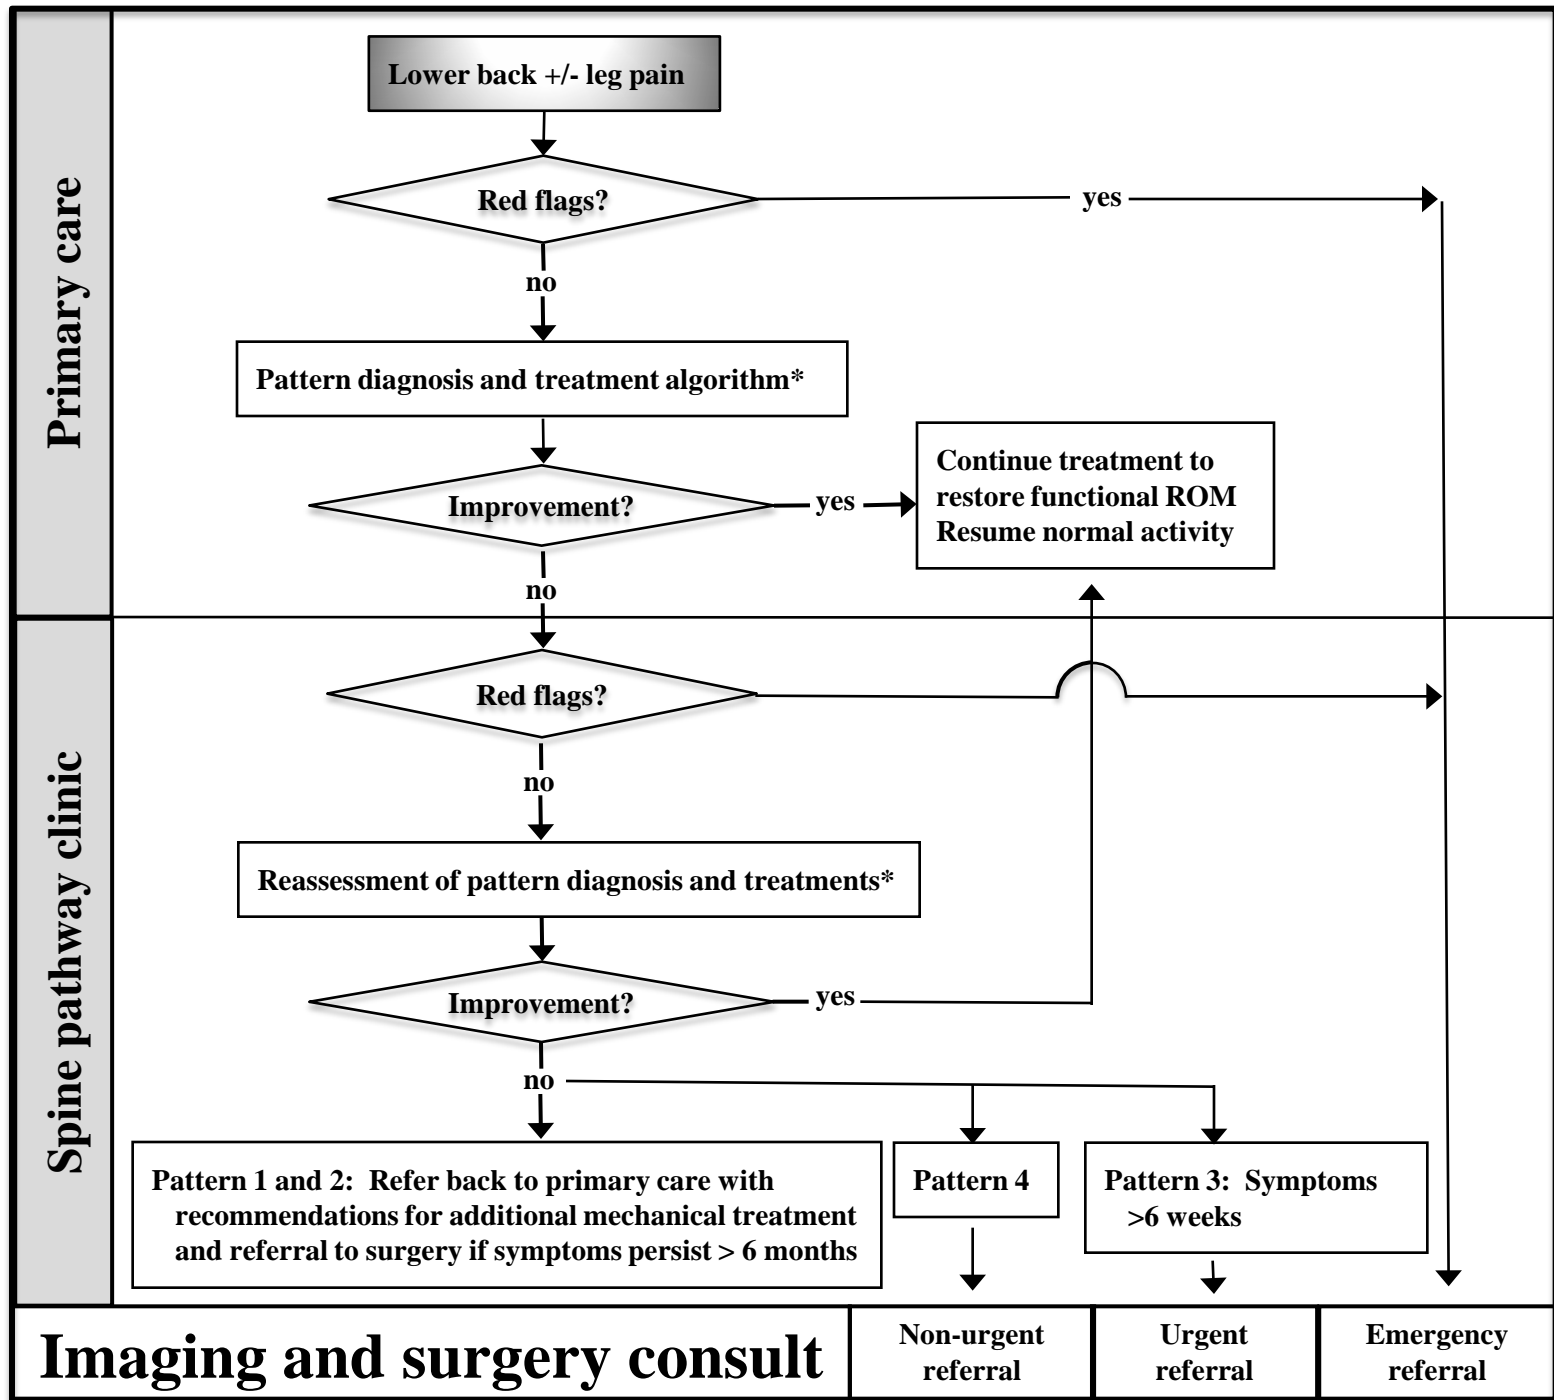 Primary care
Lower back +/- leg pain
Red flags?
yes
no
Pattern diagnosis and treatment algorithm*
Improvement?
yes
Continue treatment to
restore functional ROM
Resume normal activity
no
Spine pathway clinic
Red flags?
no
Reassessment of pattern diagnosis and treatments*
Improvement?
yes
no
Pattern 1 and 2: Refer back to primary care with
recommendations for additional mechanical treatment
and referral to surgery if symptoms persist > 6 months
Pattern 4
Pattern 3: Symptoms
>6 weeks
Imaging and surgery consult
Non-urgent
referral
Urgent
referral
Emergency
referral